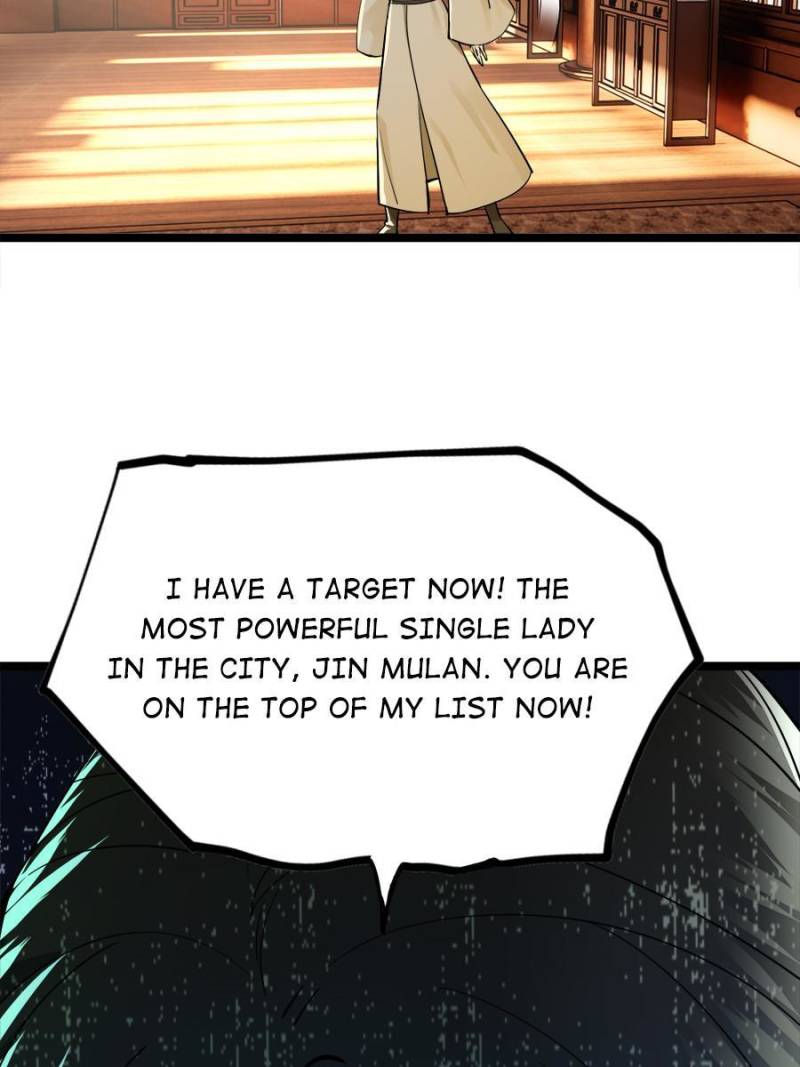 I HAVE A TARGET NOW! THE
MOST POWERFUL SINGLE LADY
IN THE CITY, JIN MULAN. YOU ARE
ON THE TOP OF MY LIST NOW!